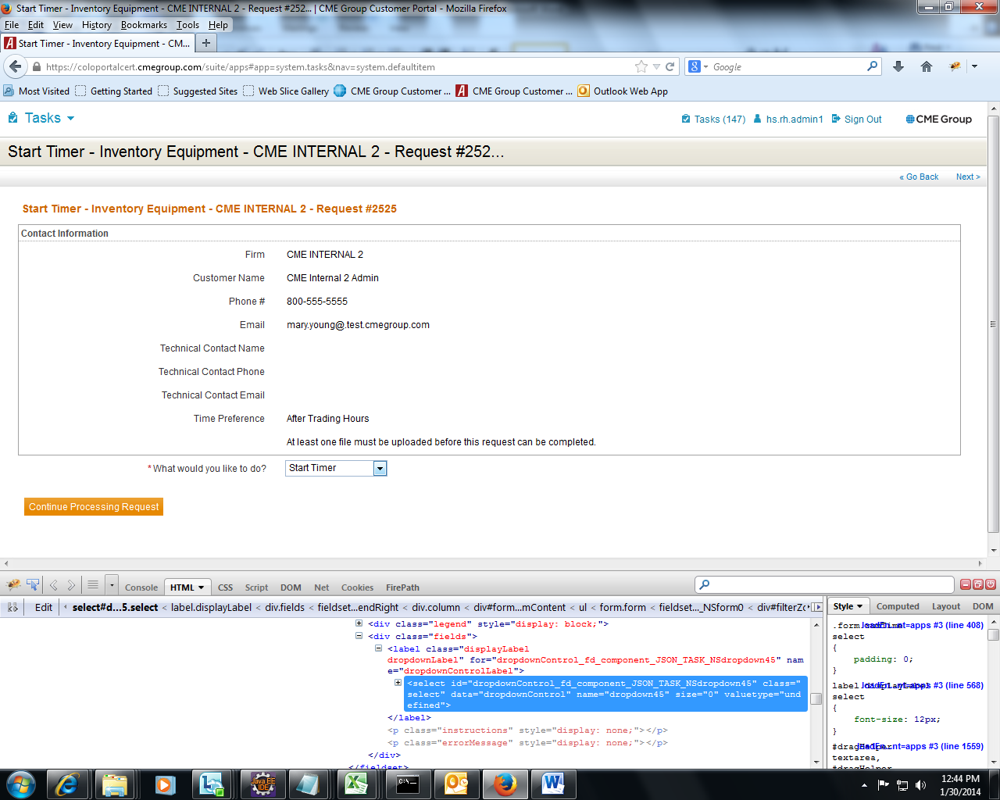 Start Timer - Inventory Equipment - CME INTERNAL 2 - Request #252... | CME Group Customer Portal - Mozilla Firefox
File Edit View History Bookmarks Tools Help
Start Timer - Inventory Equipment - CM...
https://coloportalcert.cmegroup.com/suite/apps#app=system.tasks&nav=system.defaultitem
Google
Most Visited Getting Started Suggested Sites Web Slice Gallery CME Group Customer ... CME Group Customer ... Outlook Web App
Tasks
Tasks (147) hs.rh.admin1 Sign Out CME Group
Start Timer - Inventory Equipment - CME INTERNAL 2 - Request #252...
« Go Back Next >
Start Timer - Inventory Equipment - CME INTERNAL 2 - Request #2525
Contact Information
Firm CME INTERNAL 2
Customer Name CME Internal 2 Admin
Phone # 800-555-5555
Email mary.young@.test.cmegroup.com
Technical Contact Name
Technical Contact Phone
Technical Contact Email
Time Preference After Trading Hours
At least one file must be uploaded before this request can be completed.
*What would you like to do? Start Timer
Continue Processing Request
Console HTML CSS Script DOM Net Cookies FirePath
Edit select#d...5.select < label.displayLabel < div.fields < fieldset...endRight < div.column < div#form...mContent < ul < form.form < fieldset..._NSform0 < div#filterZo
Style Computed Layout DOM
<div class="legend" style="display: block;">
<div class="fields">
<label class="displayLabel
dropdownLabel" for="dropdownControl_fd_component_JSON_TASK_NSdropdown45" na
me="dropdownControlLabel">
<select id="dropdownControl_fd_component_JSON_TASK_NSdropdown45" class="
select" data="dropdownControl" name="dropdown45" size="0" valuetype="und
efined">
</label>
<p class="instructions" style="display: none;"></p>
<p class="errorMessage" style="display: none;"></p>
</div>
</fieldset>
.form nt=apps #3 (line 408)
select
{
padding: 0;
}
label nt=apps #3 (line 568)
select
{
font-size: 12px;
}
nt=apps #3 (line 1559)
textarea,
#dragHelper
Java EE
IDE
C:\
12:44 PM
1/30/2014